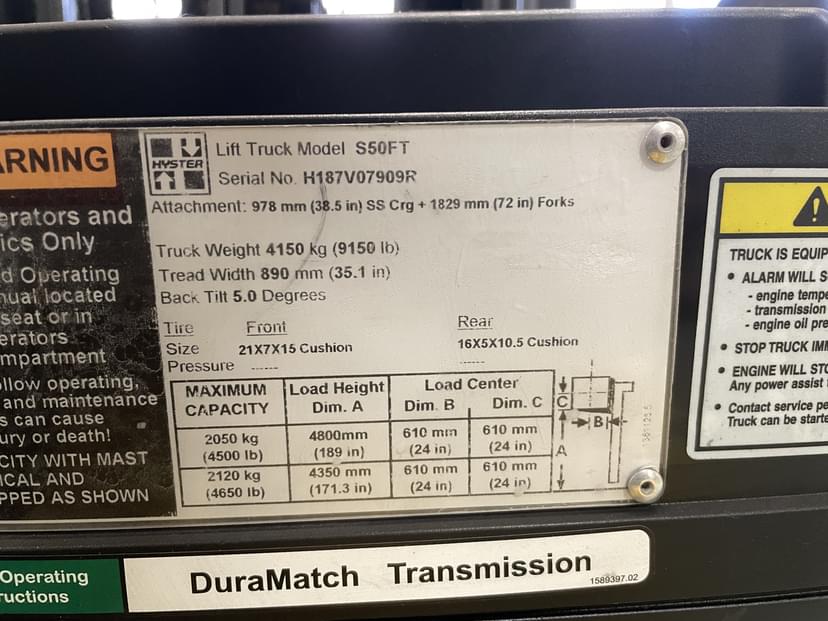 ARNING
erators and
ics Only
d Operating
nual located
seat or in
erators
mpartment
llow operating,
and maintenance
s can cause
ury or death!
CITY WITH MAST
ICAL AND
PPED AS SHOWN
HYSTER
Lift Truck Model S50FT
Serial No. H187V07909R
Attachment: 978 mm (38.5 in) SS Crg + 1829 mm (72 in) Forks
Truck Weight 4150 kg (9150 lb)
Tread Width 890 mm (35.1 in)
Back Tilt 5.0 Degrees
Tire Front Rear
Size 21X7X15 Cushion 16X5X10.5 Cushion
Pressure ------ ------
MAXIMUM CAPACITY Load Height Dim. A Load Center Dim. B Dim. C
2050 kg 4800mm 610 mm 610 mm
(4500 lb) (189 in) (24 in) (24 in)
2120 kg 4350 mm 610 mm 610 mm
(4650 lb) (171.3 in) (24 in) (24 in)
C
B
A
TRUCK IS EQUIP
• ALARM WILL S
- engine tempe
- transmission
- engine oil pre
• STOP TRUCK IMM
• ENGINE WILL STO
Any power assist
• Contact service pe
Truck can be starte
Operating
ructions
DuraMatch Transmission
1589397.02